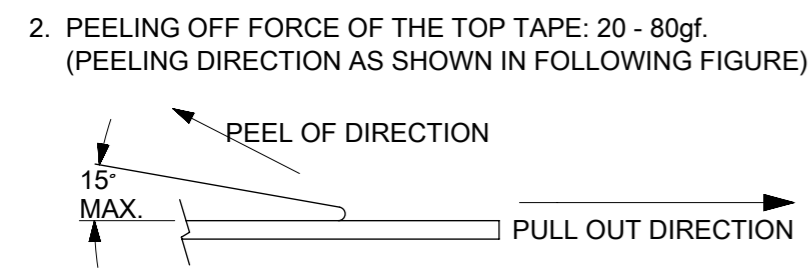 2. PEELING OFF FORCE OF THE TOP TAPE: 20 - 80gf.
(PEELING DIRECTION AS SHOWN IN FOLLOWING FIGURE)
PEEL OF DIRECTION
15°
MAX.
PULL OUT DIRECTION